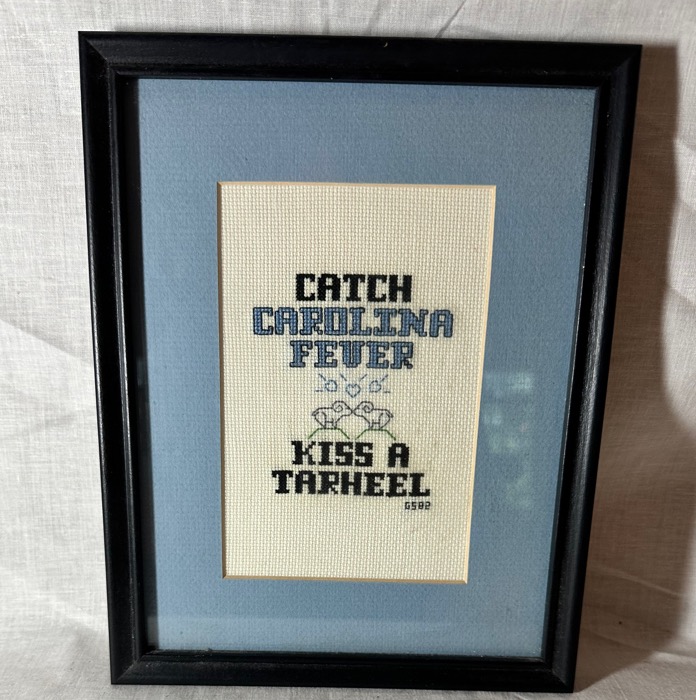 CATCH
CAROLINA
FEVER
KISS A
TARHEEL
GS82